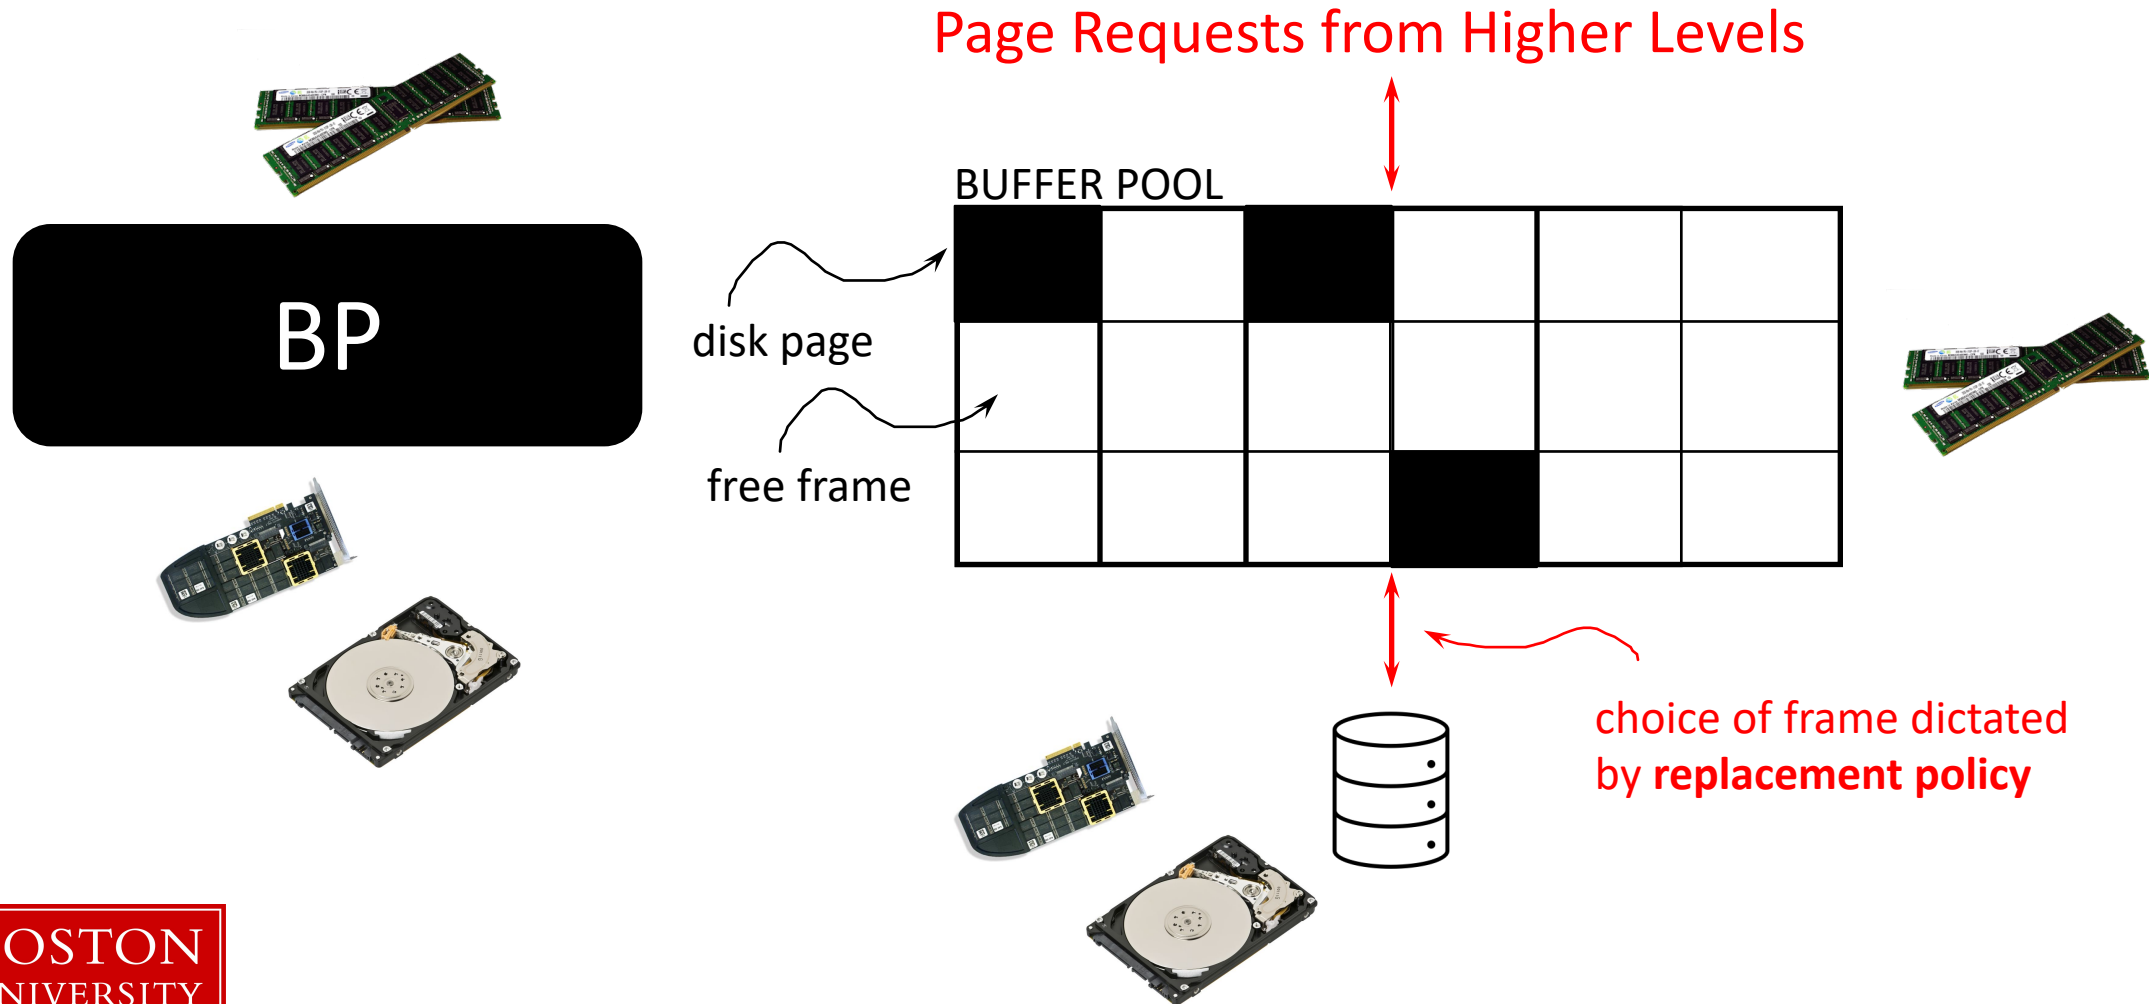 Page Requests from Higher Levels
BUFFER POOL
BP
disk page
free frame
choice of frame dictated
by replacement policy
OSTON
NIVERSITY